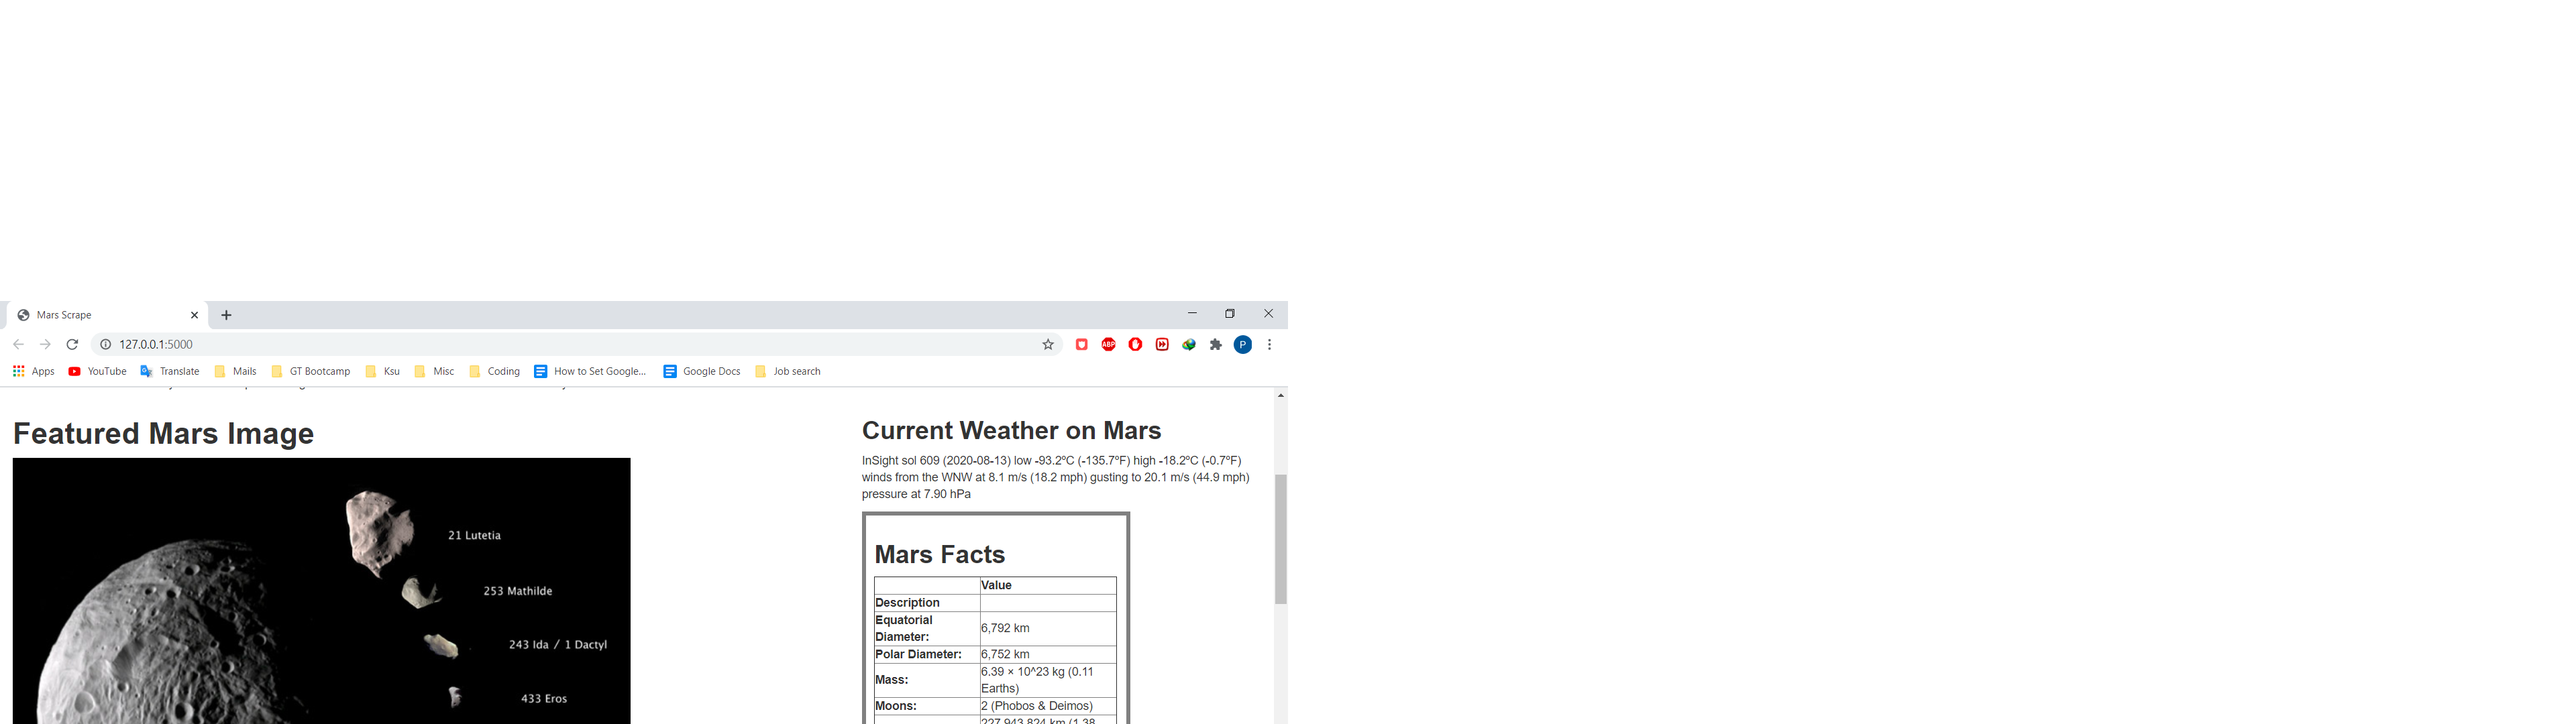 Mars Scrape
127.0.0.1:5000
ABP
P
Apps YouTube Translate Mails GT Bootcamp Ksu Misc Coding How to Set Google... Google Docs Job search
Featured Mars Image
21 Lutetia
253 Mathilde
243 Ida / 1 Dactyl
433 Eros
Current Weather on Mars
InSight sol 609 (2020-08-13) low -93.2ºC (-135.7ºF) high -18.2ºC (-0.7ºF)
winds from the WNW at 8.1 m/s (18.2 mph) gusting to 20.1 m/s (44.9 mph)
pressure at 7.90 hPa
Mars Facts
Value
Description
Equatorial
Diameter: 6,792 km
Polar Diameter: 6,752 km
Mass: 6.39 × 10^23 kg (0.11
Earths)
Moons: 2 (Phobos & Deimos)
227,943,824 km (1.38